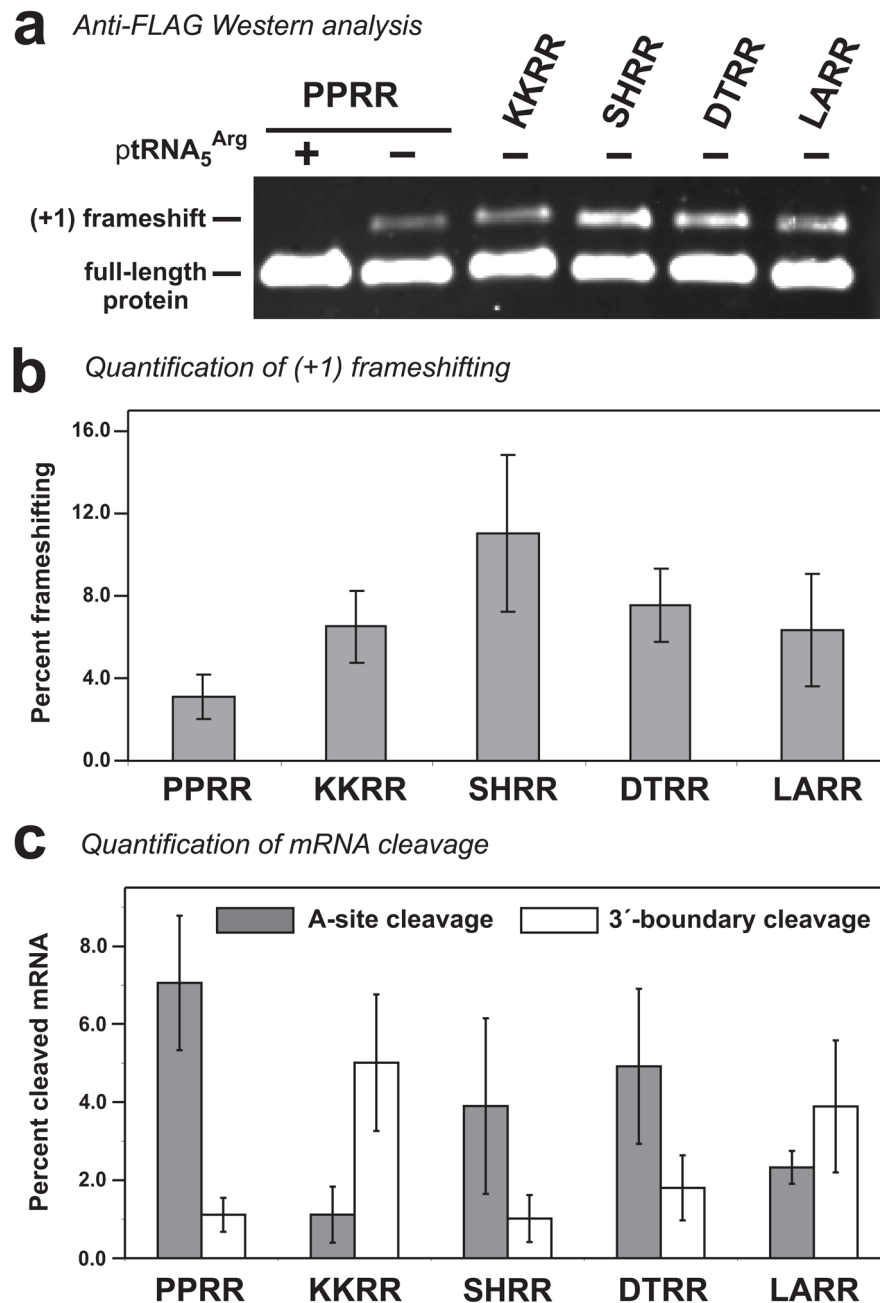 a Anti-FLAG Western analysis
PPRR KKRR SHRR DTRR LARR
ptRNA5Arg + − − − − −
(+1) frameshift
full-length
protein
b Quantification of (+1) frameshifting
Percent frameshifting
16.0
12.0
8.0
4.0
0.0
PPRR KKRR SHRR DTRR LARR
c Quantification of mRNA cleavage
A-site cleavage 3´-boundary cleavage
Percent cleaved mRNA
8.0
6.0
4.0
2.0
0.0
PPRR KKRR SHRR DTRR LARR